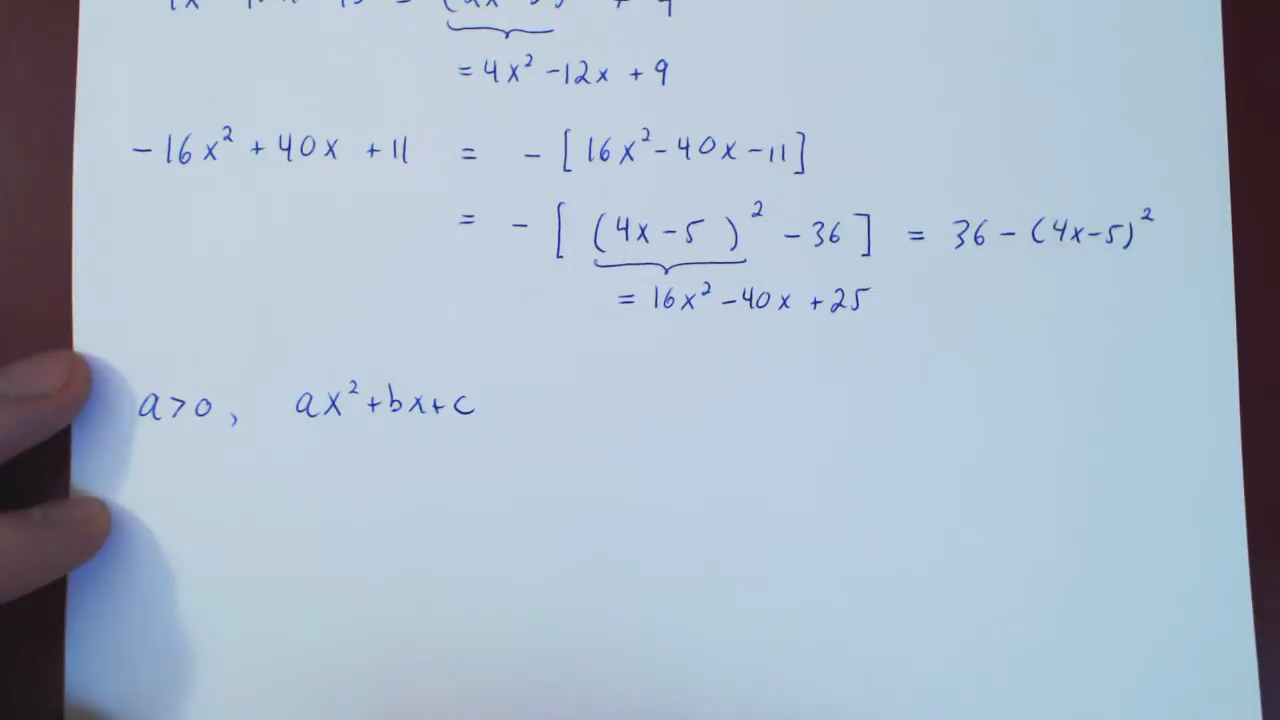 = 4x² -12x + 9
-16x² + 40x + 11 = - [ 16x² - 40x - 11 ]
= - [ (4x - 5 )² - 36 ] = 36 - (4x-5)²
= 16x² - 40x + 25
a > 0 , ax² + bx + c